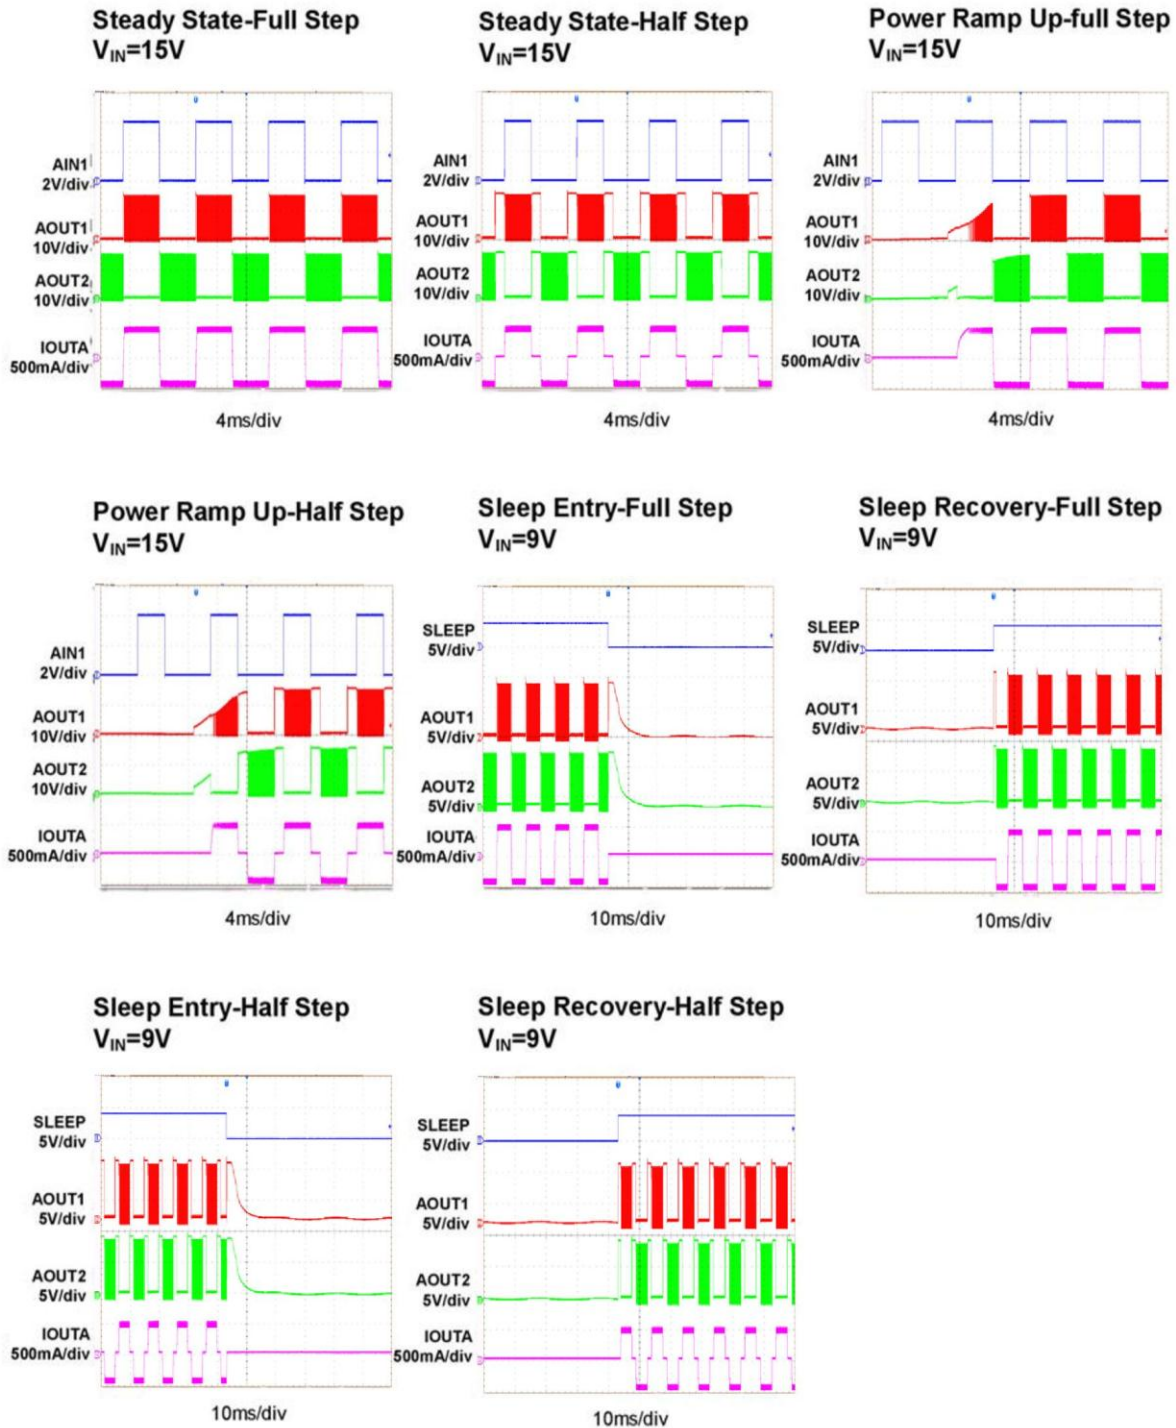 Steady State-Full Step
VIN=15V
AIN1
2V/div
AOUT1
10V/div
AOUT2
10V/div
IOUTA
500mA/div
4ms/div
Steady State-Half Step
VIN=15V
AIN1
2V/div
AOUT1
10V/div
AOUT2
10V/div
IOUTA
500mA/div
4ms/div
Power Ramp Up-full Step
VIN=15V
AIN1
2V/div
AOUT1
10V/div
AOUT2
10V/div
IOUTA
500mA/div
4ms/div
Power Ramp Up-Half Step
VIN=15V
AIN1
2V/div
AOUT1
10V/div
AOUT2
10V/div
IOUTA
500mA/div
4ms/div
Sleep Entry-Full Step
VIN=9V
SLEEP
5V/div
AOUT1
5V/div
AOUT2
5V/div
IOUTA
500mA/div
10ms/div
Sleep Recovery-Full Step
VIN=9V
SLEEP
5V/div
AOUT1
5V/div
AOUT2
5V/div
IOUTA
500mA/div
10ms/div
Sleep Entry-Half Step
VIN=9V
SLEEP
5V/div
AOUT1
5V/div
AOUT2
5V/div
IOUTA
500mA/div
10ms/div
Sleep Recovery-Half Step
VIN=9V
SLEEP
5V/div
AOUT1
5V/div
AOUT2
5V/div
IOUTA
500mA/div
10ms/div